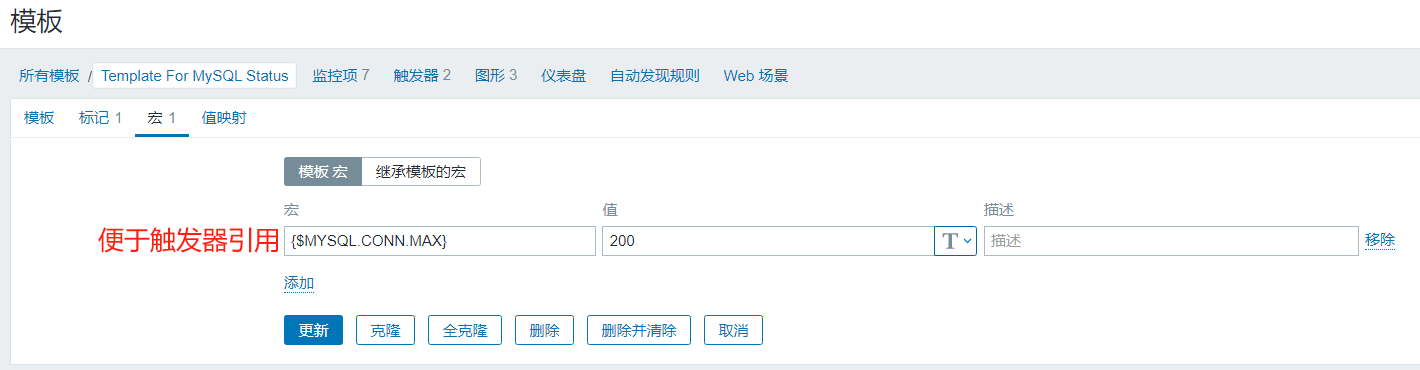 模板
所有模板 / Template For MySQL Status 监控项 7 触发器 2 图形 3 仪表盘 自动发现规则 Web 场景
模板 标记 1 宏 1 值映射
模板 宏 继承模板的宏
宏 值 描述
便于触发器引用 {$MYSQL.CONN.MAX} 200 T 描述 移除
添加
更新 克隆 全克隆 删除 删除并清除 取消